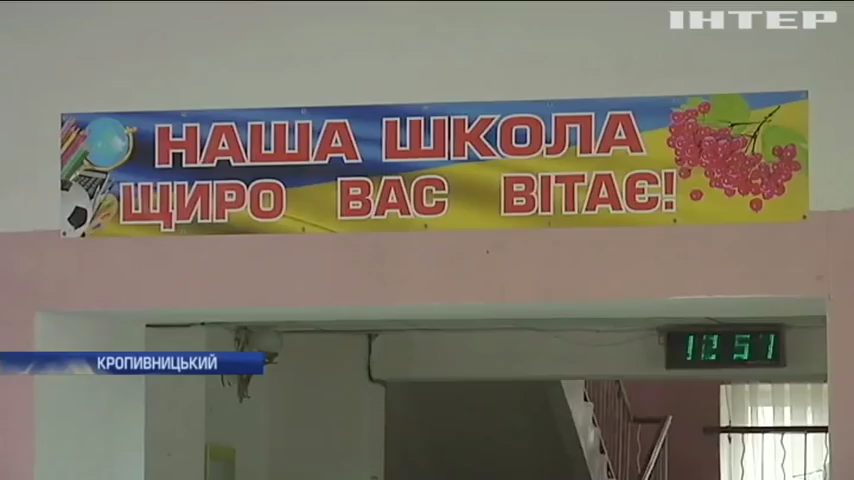 ІНТЕР
НАША ШКОЛА
ЩИРО ВАС ВІТАЄ!
12:51
КРОПИВНИЦЬКИЙ